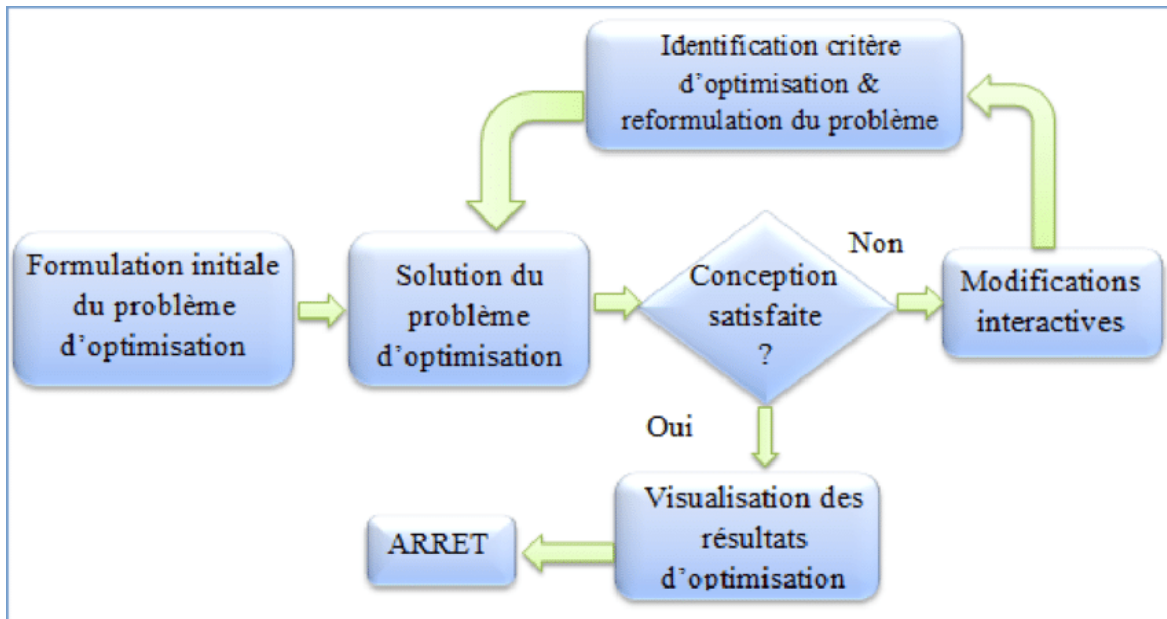 Identification critère
d'optimisation &
reformulation du problème
Formulation initiale
du problème
d'optimisation
Solution du
problème
d'optimisation
Conception
satisfaite
?
Non
Modifications
interactives
Oui
Visualisation des
résultats
d'optimisation
ARRET